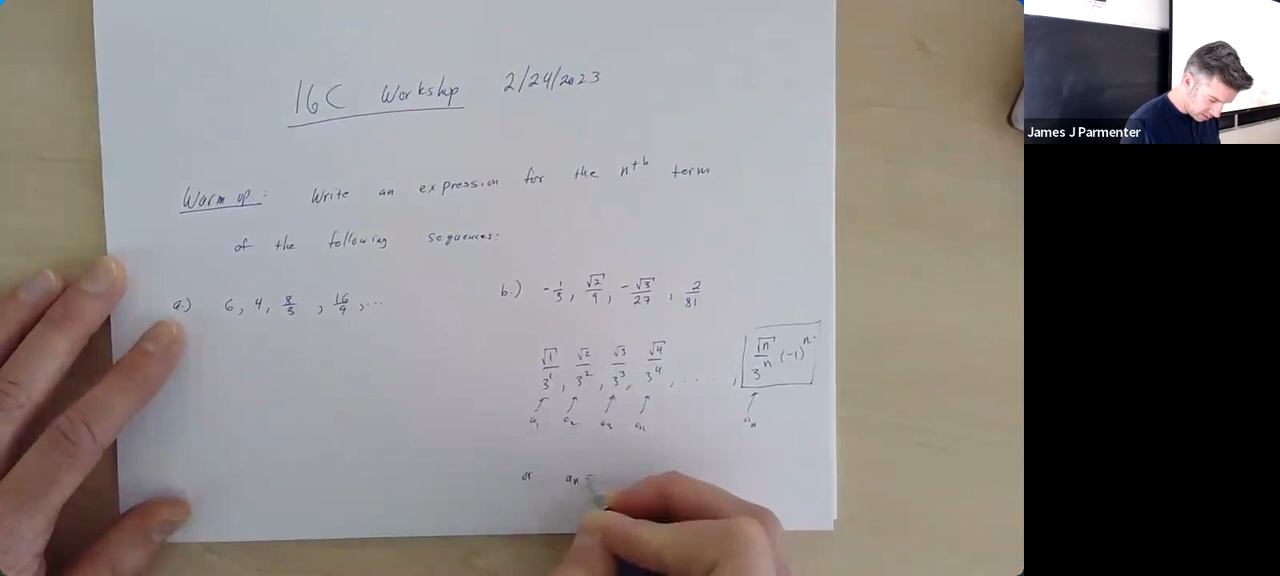 16C Workshop 2/24/2023
Warm up: Write an expression for the nth term
of the following sequences:
a.) 6, 4, 8/3, 16/9, ...
b.) -1/3, √2/9, -√3/27, 2/81
√1/3^1, √2/3^2, √3/3^3, √4/3^4, ....., √n/3^n (-1)^n
a1 a2 a3 a4 an
or an =
James J Parmenter